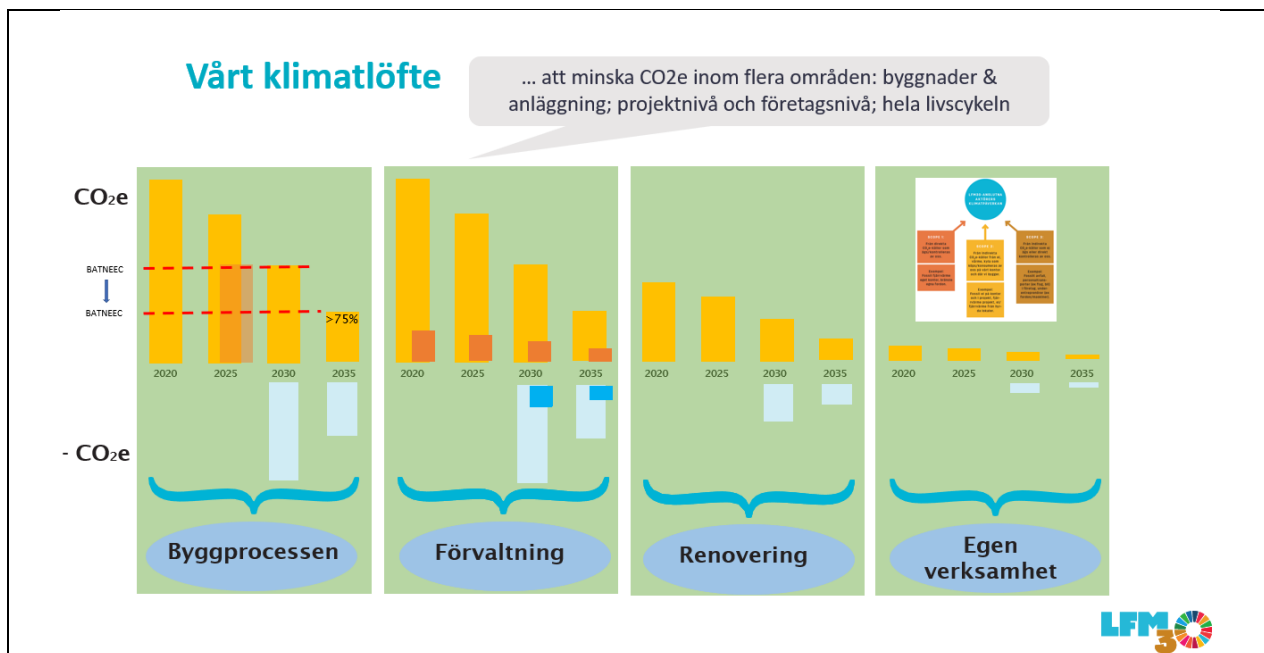 Vårt klimatlöfte
… att minska CO2e inom flera områden: byggnader &
anläggning; projektnivå och företagsnivå; hela livscykeln
CO₂e
BATNEEC
BATNEEC
>75%
2020 2025 2030 2035
2020 2025 2030 2035
2020 2025 2030 2035
2020 2025 2030 2035
- CO₂e
Byggprocessen
Förvaltning
Renovering
Egen
verksamhet
LFM
3